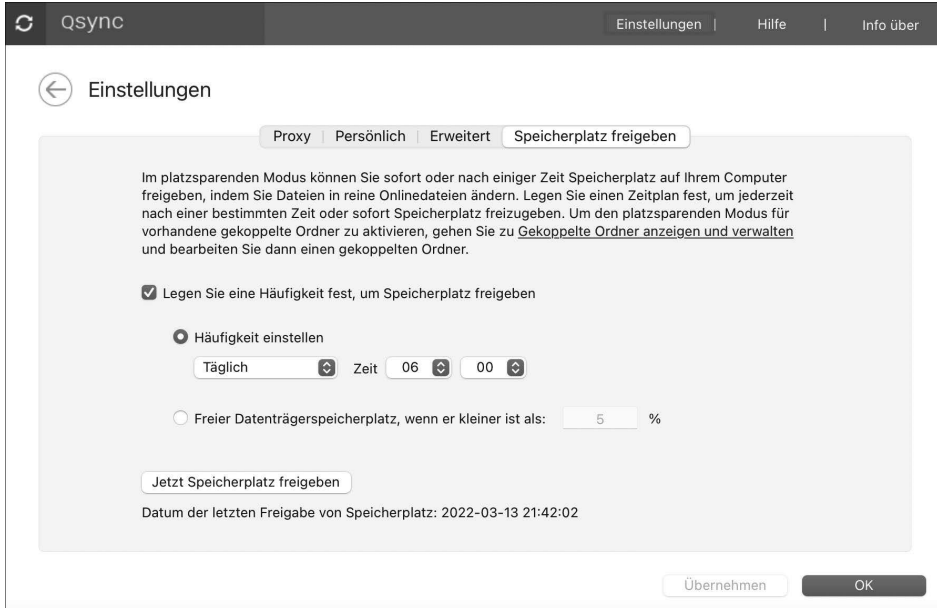 Qsync
Einstellungen | Hilfe | Info über
Einstellungen
Proxy | Persönlich | Erweitert Speicherplatz freigeben
Im platzsparenden Modus können Sie sofort oder nach einiger Zeit Speicherplatz auf Ihrem Computer
freigeben, indem Sie Dateien in reine Onlinedateien ändern. Legen Sie einen Zeitplan fest, um jederzeit
nach einer bestimmten Zeit oder sofort Speicherplatz freizugeben. Um den platzsparenden Modus für
vorhandene gekoppelte Ordner zu aktivieren, gehen Sie zu Gekoppelte Ordner anzeigen und verwalten
und bearbeiten Sie dann einen gekoppelten Ordner.
Legen Sie eine Häufigkeit fest, um Speicherplatz freigeben
Häufigkeit einstellen
Täglich Zeit 06 00
Freier Datenträgerspeicherplatz, wenn er kleiner ist als: 5 %
Jetzt Speicherplatz freigeben
Datum der letzten Freigabe von Speicherplatz: 2022-03-13 21:42:02
Übernehmen OK